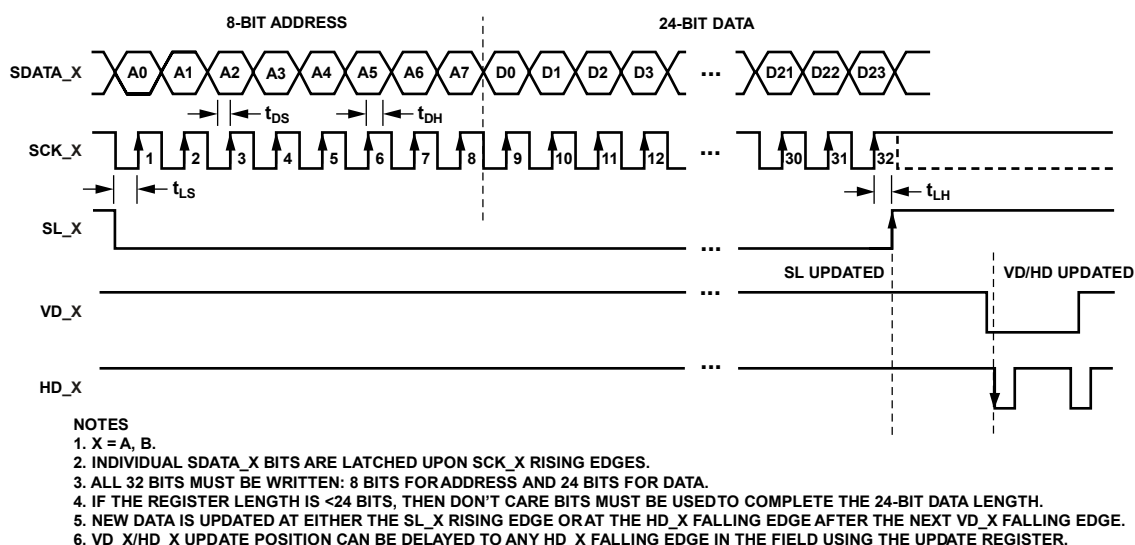 8-BIT ADDRESS 24-BIT DATA
SDATA_X A0 A1 A2 A3 A4 A5 A6 A7 D0 D1 D2 D3 ... D21 D22 D23
tDS tDH
SCK_X 1 2 3 4 5 6 7 8 9 10 11 12 ... 30 31 32
tLS tLH
SL_X ...
SL UPDATED VD/HD UPDATED
VD_X ...
HD_X ...
NOTES
1. X = A, B.
2. INDIVIDUAL SDATA_X BITS ARE LATCHED UPON SCK_X RISING EDGES.
3. ALL 32 BITS MUST BE WRITTEN: 8 BITS FOR ADDRESS AND 24 BITS FOR DATA.
4. IF THE REGISTER LENGTH IS <24 BITS, THEN DON'T CARE BITS MUST BE USED TO COMPLETE THE 24-BIT DATA LENGTH.
5. NEW DATA IS UPDATED AT EITHER THE SL_X RISING EDGE OR AT THE HD_X FALLING EDGE AFTER THE NEXT VD_X FALLING EDGE.
6. VD_X/HD_X UPDATE POSITION CAN BE DELAYED TO ANY HD_X FALLING EDGE IN THE FIELD USING THE UPDATE REGISTER.